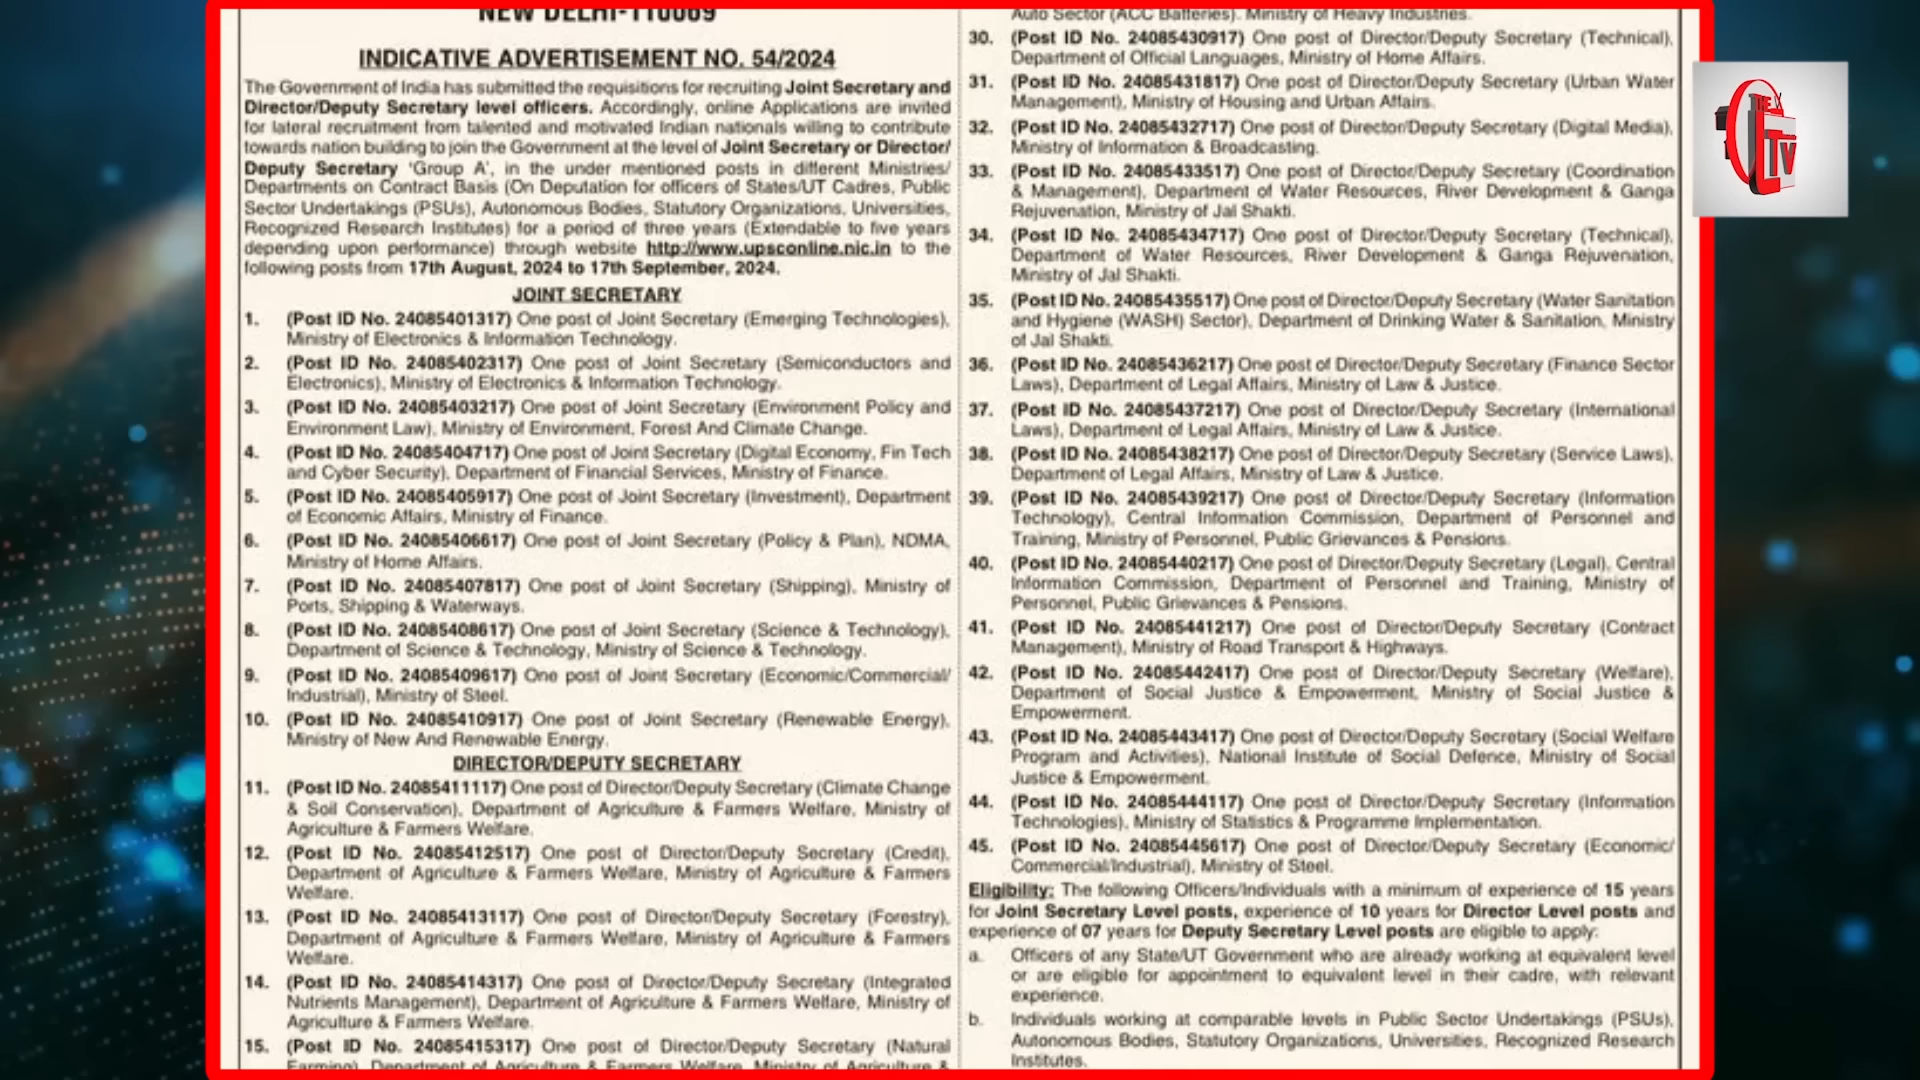 NEW DELHI-110069
INDICATIVE ADVERTISEMENT NO. 54/2024
The Government of India has submitted the requisitions for recruiting Joint Secretary and
Director/Deputy Secretary level officers. Accordingly, online Applications are invited
for lateral recruitment from talented and motivated Indian nationals willing to contribute
towards nation building to join the Government at the level of Joint Secretary or Director/
Deputy Secretary 'Group A', in the under mentioned posts in different Ministries/
Departments on Contract Basis (On Deputation for officers of States/UT Cadres, Public
Sector Undertakings (PSUs), Autonomous Bodies, Statutory Organizations, Universities,
Recognized Research Institutes) for a period of three years (Extendable to five years
depending upon performance) through website http://www.upsconline.nic.in to the
following posts from 17th August, 2024 to 17th September, 2024.
JOINT SECRETARY
1. (Post ID No. 24085401317) One post of Joint Secretary (Emerging Technologies),
Ministry of Electronics & Information Technology.
2. (Post ID No. 24085402317) One post of Joint Secretary (Semiconductors and
Electronics), Ministry of Electronics & Information Technology.
3. (Post ID No. 24085403217) One post of Joint Secretary (Environment Policy and
Environment Law), Ministry of Environment, Forest And Climate Change.
4. (Post ID No. 24085404717) One post of Joint Secretary (Digital Economy, Fin Tech
and Cyber Security), Department of Financial Services, Ministry of Finance.
5. (Post ID No. 24085405917) One post of Joint Secretary (Investment), Department
of Economic Affairs, Ministry of Finance.
6. (Post ID No. 24085406617) One post of Joint Secretary (Policy & Plan), NDMA,
Ministry of Home Affairs.
7. (Post ID No. 24085407817) One post of Joint Secretary (Shipping), Ministry of
Ports, Shipping & Waterways.
8. (Post ID No. 24085408617) One post of Joint Secretary (Science & Technology),
Department of Science & Technology, Ministry of Science & Technology.
9. (Post ID No. 24085409617) One post of Joint Secretary (Economic/Commercial/
Industrial), Ministry of Steel.
10. (Post ID No. 24085410917) One post of Joint Secretary (Renewable Energy),
Ministry of New And Renewable Energy.
DIRECTOR/DEPUTY SECRETARY
11. (Post ID No. 24085411117) One post of Director/Deputy Secretary (Climate Change
& Soil Conservation), Department of Agriculture & Farmers Welfare, Ministry of
Agriculture & Farmers Welfare.
12. (Post ID No. 24085412517) One post of Director/Deputy Secretary (Credit),
Department of Agriculture & Farmers Welfare, Ministry of Agriculture & Farmers
Welfare.
13. (Post ID No. 24085413117) One post of Director/Deputy Secretary (Forestry),
Department of Agriculture & Farmers Welfare, Ministry of Agriculture & Farmers
Welfare.
14. (Post ID No. 24085414317) One post of Director/Deputy Secretary (Integrated
Nutrients Management), Department of Agriculture & Farmers Welfare, Ministry of
Agriculture & Farmers Welfare.
15. (Post ID No. 24085415317) One post of Director/Deputy Secretary (Natural
Farming), Department of Agriculture & Farmers Welfare, Ministry of Agriculture &
Auto Sector (ACC Batteries). Ministry of Heavy Industries.
30. (Post ID No. 24085430917) One post of Director/Deputy Secretary (Technical),
Department of Official Languages, Ministry of Home Affairs.
31. (Post ID No. 24085431817) One post of Director/Deputy Secretary (Urban Water
Management), Ministry of Housing and Urban Affairs.
32. (Post ID No. 24085432717) One post of Director/Deputy Secretary (Digital Media),
Ministry of Information & Broadcasting.
33. (Post ID No. 24085433517) One post of Director/Deputy Secretary (Coordination
& Management), Department of Water Resources, River Development & Ganga
Rejuvenation, Ministry of Jal Shakti.
34. (Post ID No. 24085434717) One post of Director/Deputy Secretary (Technical),
Department of Water Resources, River Development & Ganga Rejuvenation,
Ministry of Jal Shakti.
35. (Post ID No. 24085435517) One post of Director/Deputy Secretary (Water Sanitation
and Hygiene (WASH) Sector), Department of Drinking Water & Sanitation, Ministry
of Jal Shakti.
36. (Post ID No. 24085436217) One post of Director/Deputy Secretary (Finance Sector
Laws), Department of Legal Affairs, Ministry of Law & Justice.
37. (Post ID No. 24085437217) One post of Director/Deputy Secretary (International
Laws), Department of Legal Affairs, Ministry of Law & Justice.
38. (Post ID No. 24085438217) One post of Director/Deputy Secretary (Service Laws),
Department of Legal Affairs, Ministry of Law & Justice.
39. (Post ID No. 24085439217) One post of Director/Deputy Secretary (Information
Technology), Central Information Commission, Department of Personnel and
Training, Ministry of Personnel, Public Grievances & Pensions.
40. (Post ID No. 24085440217) One post of Director/Deputy Secretary (Legal), Central
Information Commission, Department of Personnel and Training, Ministry of
Personnel, Public Grievances & Pensions.
41. (Post ID No. 24085441217) One post of Director/Deputy Secretary (Contract
Management), Ministry of Road Transport & Highways.
42. (Post ID No. 24085442417) One post of Director/Deputy Secretary (Welfare),
Department of Social Justice & Empowerment, Ministry of Social Justice &
Empowerment.
43. (Post ID No. 24085443417) One post of Director/Deputy Secretary (Social Welfare
Program and Activities), National Institute of Social Defence, Ministry of Social
Justice & Empowerment.
44. (Post ID No. 24085444117) One post of Director/Deputy Secretary (Information
Technologies), Ministry of Statistics & Programme Implementation.
45. (Post ID No. 24085445617) One post of Director/Deputy Secretary (Economic/
Commercial/Industrial), Ministry of Steel.
Eligibility: The following Officers/Individuals with a minimum of experience of 15 years
for Joint Secretary Level posts, experience of 10 years for Director Level posts and
experience of 07 years for Deputy Secretary Level posts are eligible to apply:
a. Officers of any State/UT Government who are already working at equivalent level
or are eligible for appointment to equivalent level in their cadre, with relevant
experience.
b. Individuals working at comparable levels in Public Sector Undertakings (PSUs),
Autonomous Bodies, Statutory Organizations, Universities, Recognized Research
Institutes.
THE
TV